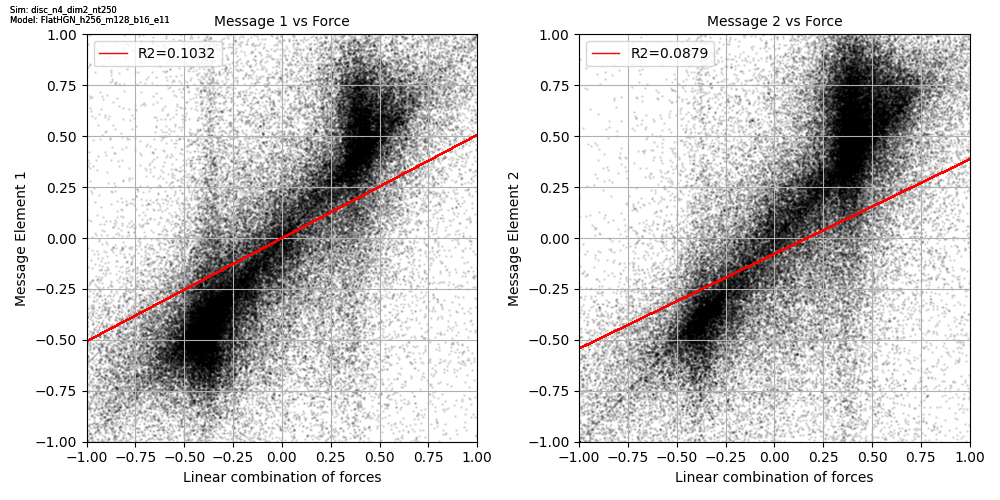 Sim: disc_n4_dim2_nt250
Model: FlatHGN_h256_m128_b16_e11
Message 1 vs Force
R2=0.1032
1.00
0.75
0.50
0.25
0.00
−0.25
−0.50
−0.75
−1.00
Message Element 1
−1.00 −0.75 −0.50 −0.25 0.00 0.25 0.50 0.75 1.00
Linear combination of forces
Message 2 vs Force
R2=0.0879
1.00
0.75
0.50
0.25
0.00
−0.25
−0.50
−0.75
−1.00
Message Element 2
−1.00 −0.75 −0.50 −0.25 0.00 0.25 0.50 0.75 1.00
Linear combination of forces